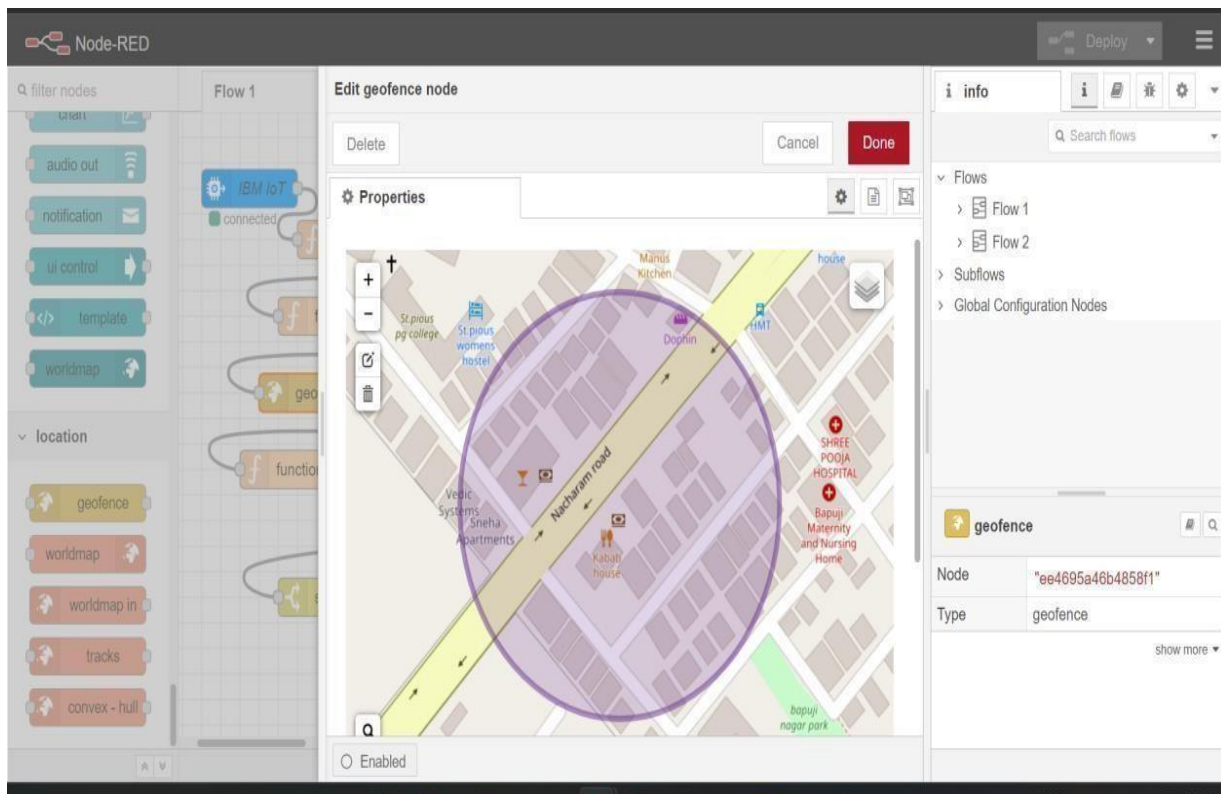 Node-RED
Deploy
filter nodes
chart
audio out
notification
ui control
template
worldmap
location
geofence
worldmap
worldmap in
tracks
convex - hull
Flow 1
IBM IoT
connected
f
geo
functio
s
Edit geofence node
Delete
Cancel
Done
Properties
+
−
Manus
Kitchen
house
St.pious
pg college
St.pious
womens
hostel
Dophin
HMT
SHREE
POOJA
HOSPITAL
Nacharam road
Vedic
Systems
Sneha
Apartments
Kabab
house
Bapuji
Maternity
and Nursing
Home
bapuji
nagar park
Enabled
i info
i
Search flows
Flows
Flow 1
Flow 2
Subflows
Global Configuration Nodes
geofence
Node "ee4695a46b4858f1"
Type geofence
show more